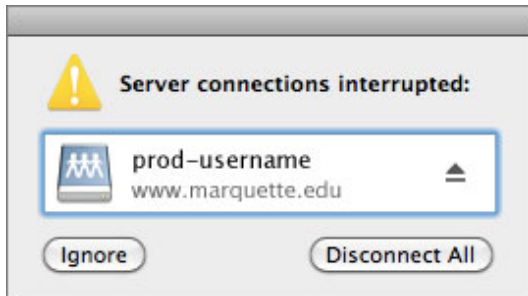 Server connections interrupted:
prod-username
www.marquette.edu
Ignore
Disconnect All